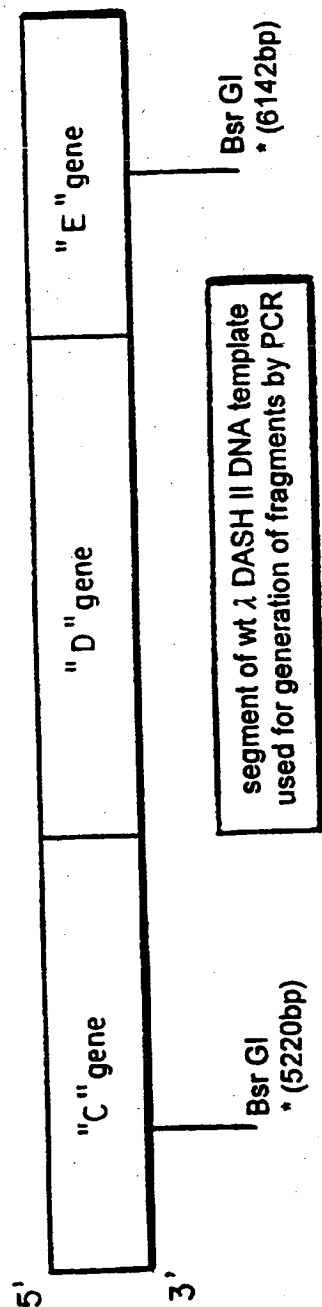 5'
3'
"C" gene
"D" gene
"E" gene
Bsr GI
* (5220bp)
Bsr GI
* (6142bp)
segment of wt λ DASH II DNA template
used for generation of fragments by PCR